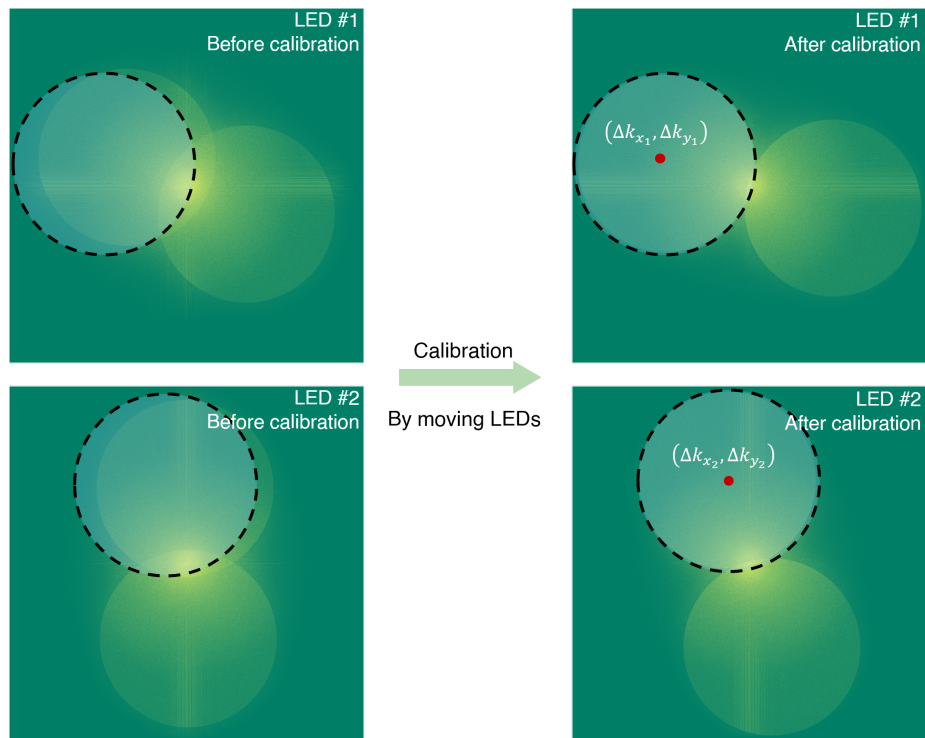 LED #1
Before calibration
LED #1
After calibration
(Δk_{x_1}, Δk_{y_1})
Calibration
By moving LEDs
LED #2
Before calibration
LED #2
After calibration
(Δk_{x_2}, Δk_{y_2})